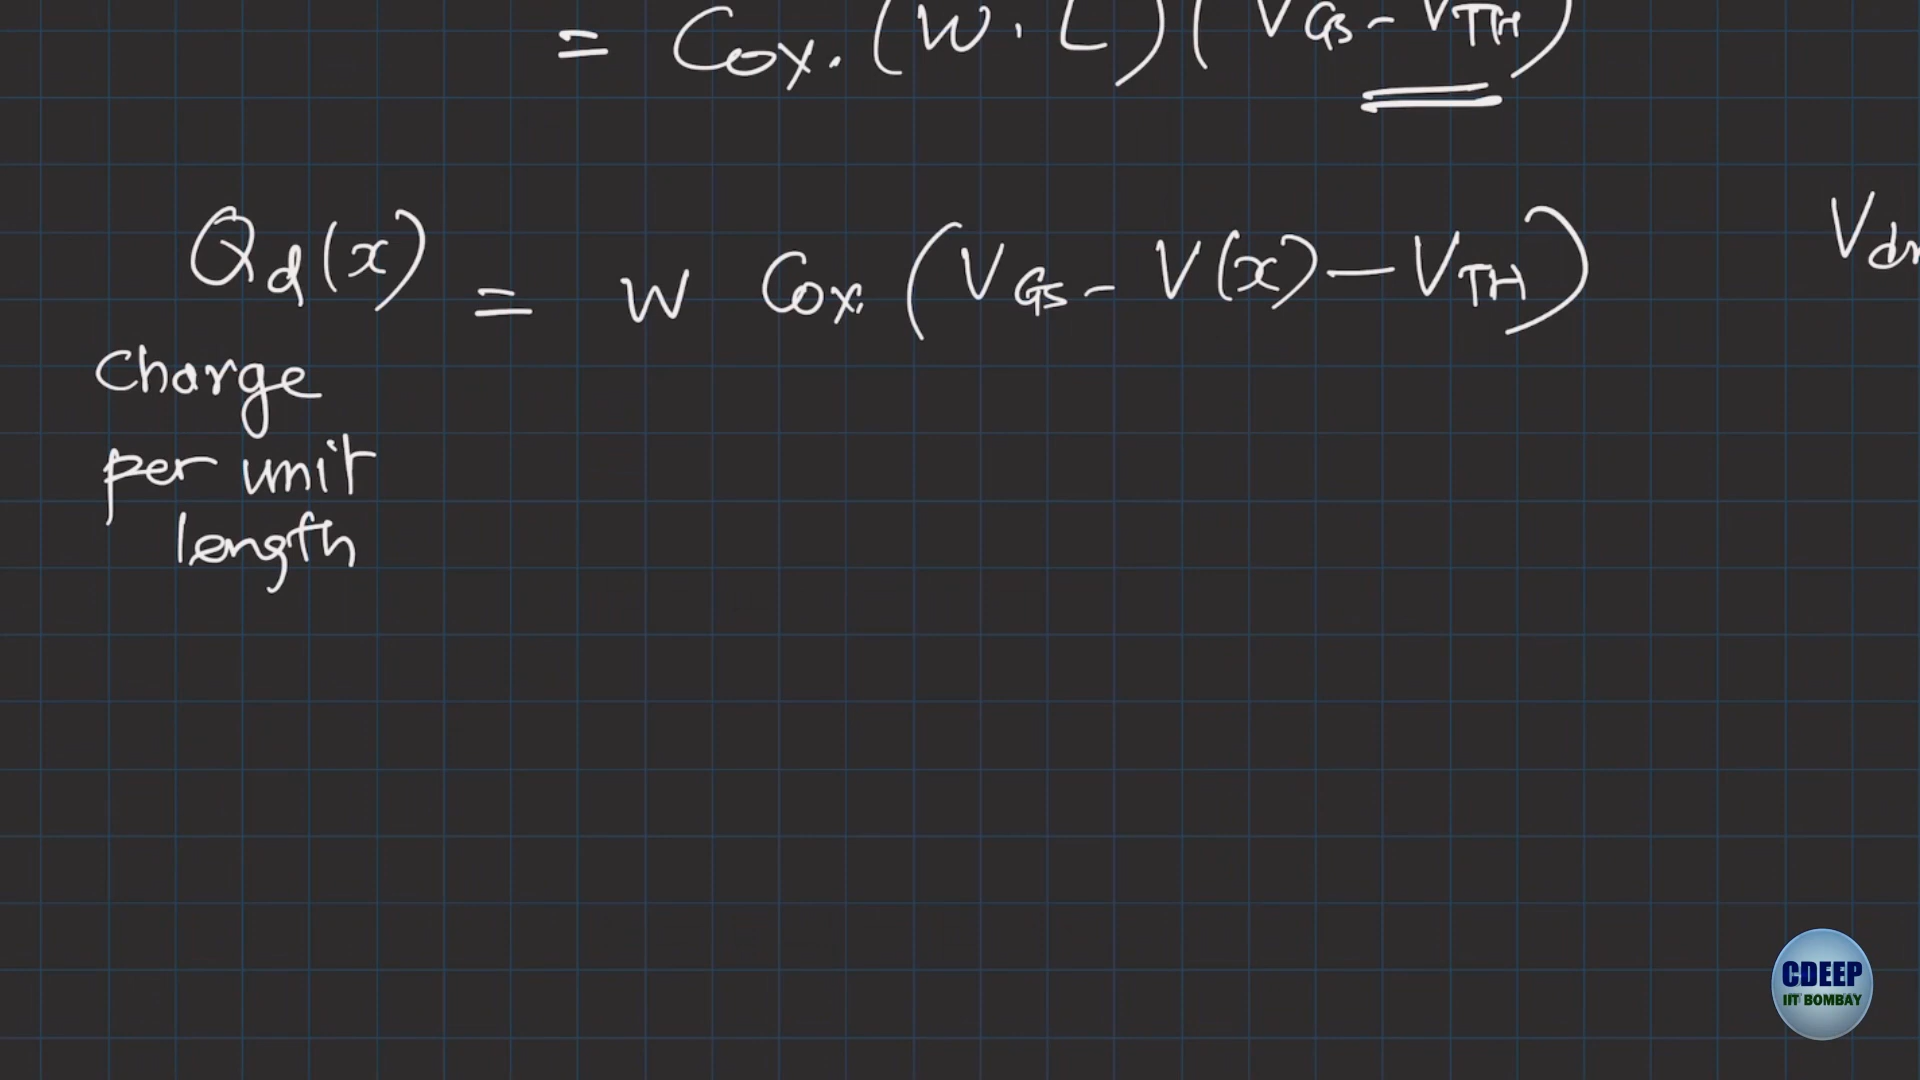 = Cox. (W . L) (VGS - VTH)
Qd(x) = W Cox. (VGS - V(x) - VTH)
Charge
per unit
length
CDEEP
IIT BOMBAY